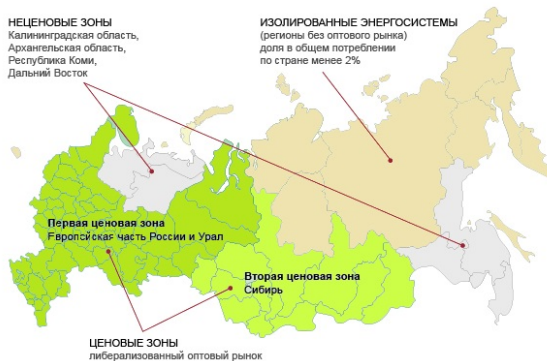 НЕЦЕНОВЫЕ ЗОНЫ
Калининградская область,
Архангельская область,
Республика Коми,
Дальний Восток
ИЗОЛИРОВАННЫЕ ЭНЕРГОСИСТЕМЫ
(регионы без оптового рынка)
доля в общем потреблении
по стране менее 2%
Первая ценовая зона
Европейская часть России и Урал
Вторая ценовая зона
Сибирь
ЦЕНОВЫЕ ЗОНЫ
либерализованный оптовый рынок